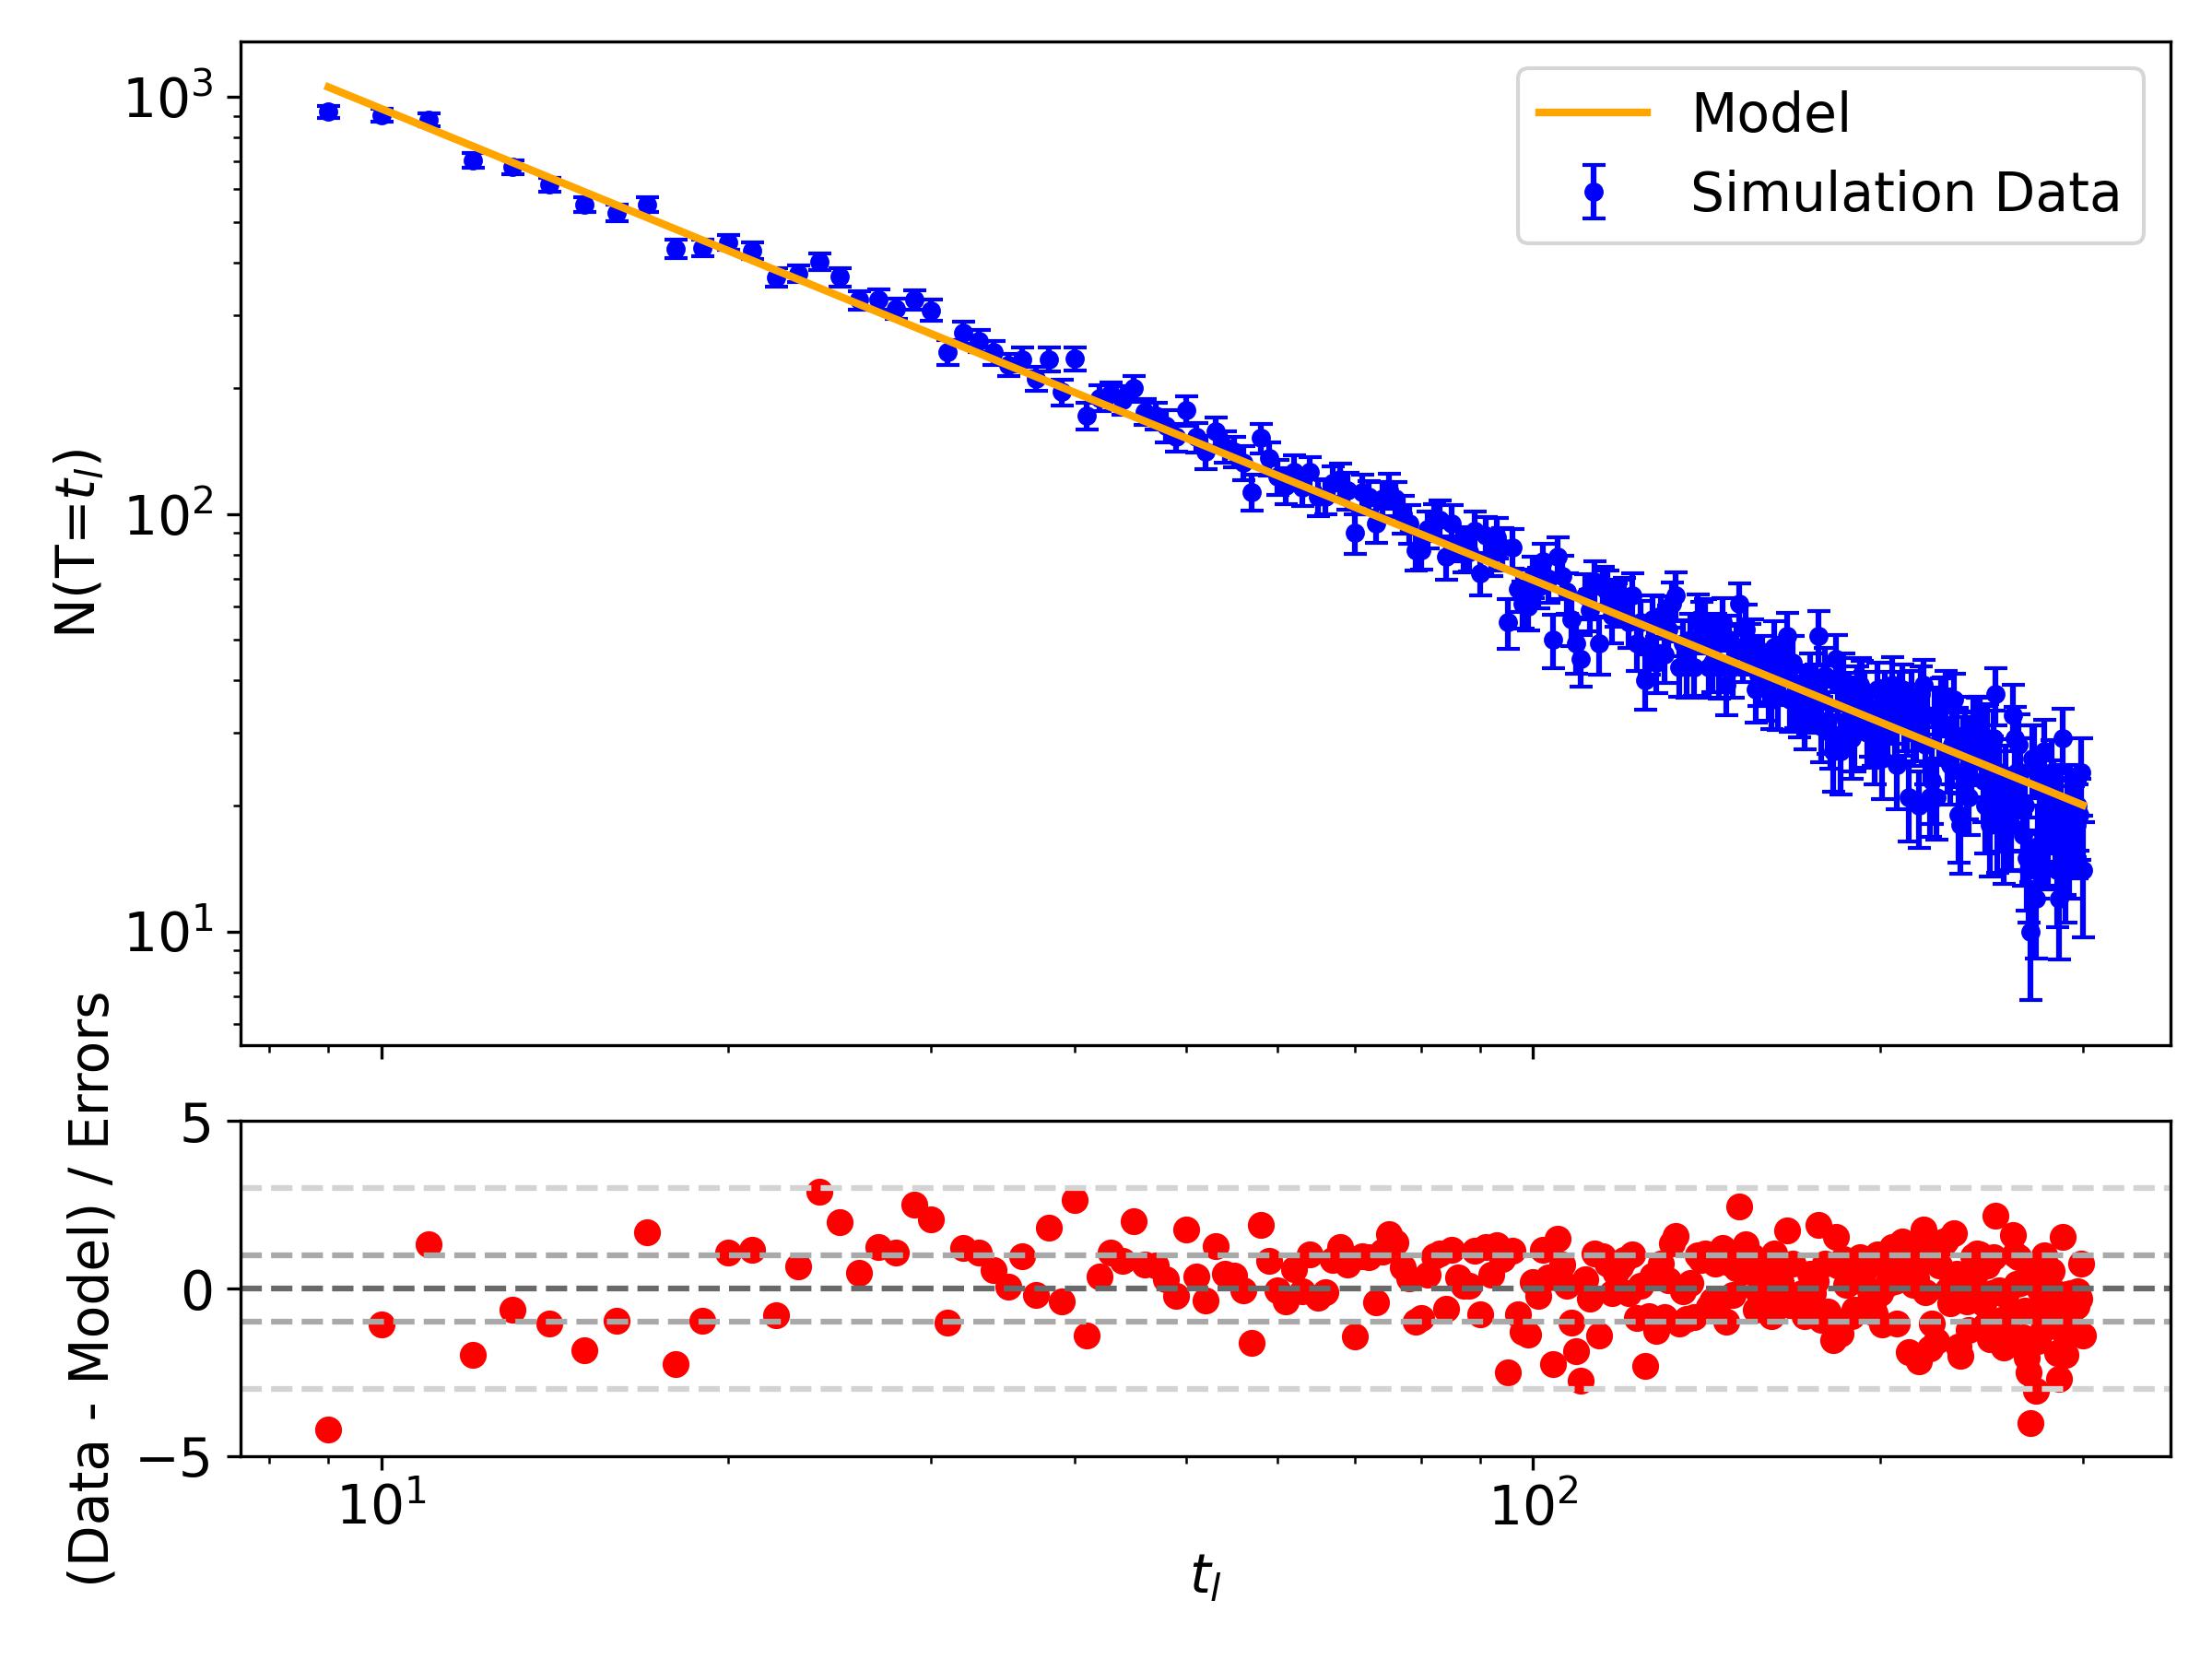 10³
10²
10¹
N(T=tₗ)
Model
Simulation Data
5
0
−5
(Data - Model) / Errors
10¹
10²
tₗ